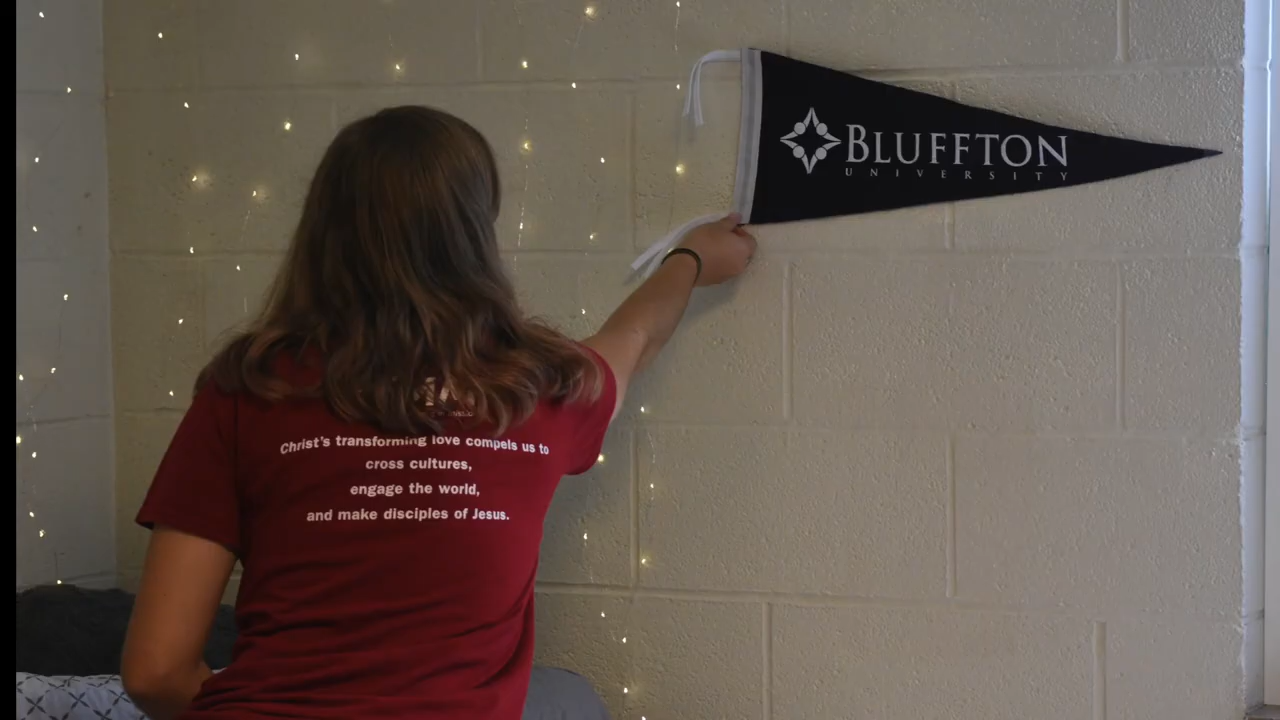 BLUFFTON
UNIVERSITY
Christ's transforming love compels us to
cross cultures,
engage the world,
and make disciples of Jesus.